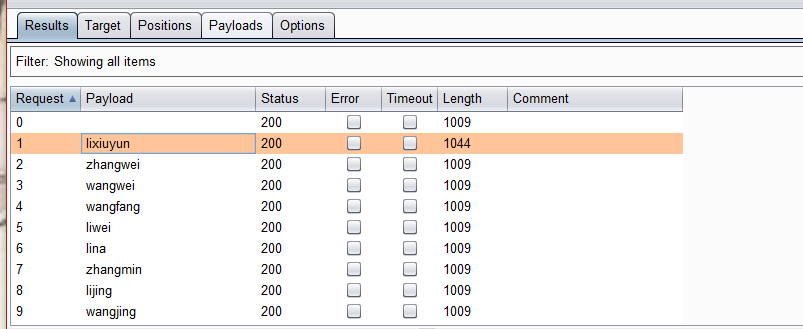 Results Target Positions Payloads Options
Filter: Showing all items
Request Payload Status Error Timeout Length Comment
0 200 1009
1 lixiuyun 200 1044
2 zhangwei 200 1009
3 wangwei 200 1009
4 wangfang 200 1009
5 liwei 200 1009
6 lina 200 1009
7 zhangmin 200 1009
8 lijing 200 1009
9 wangjing 200 1009